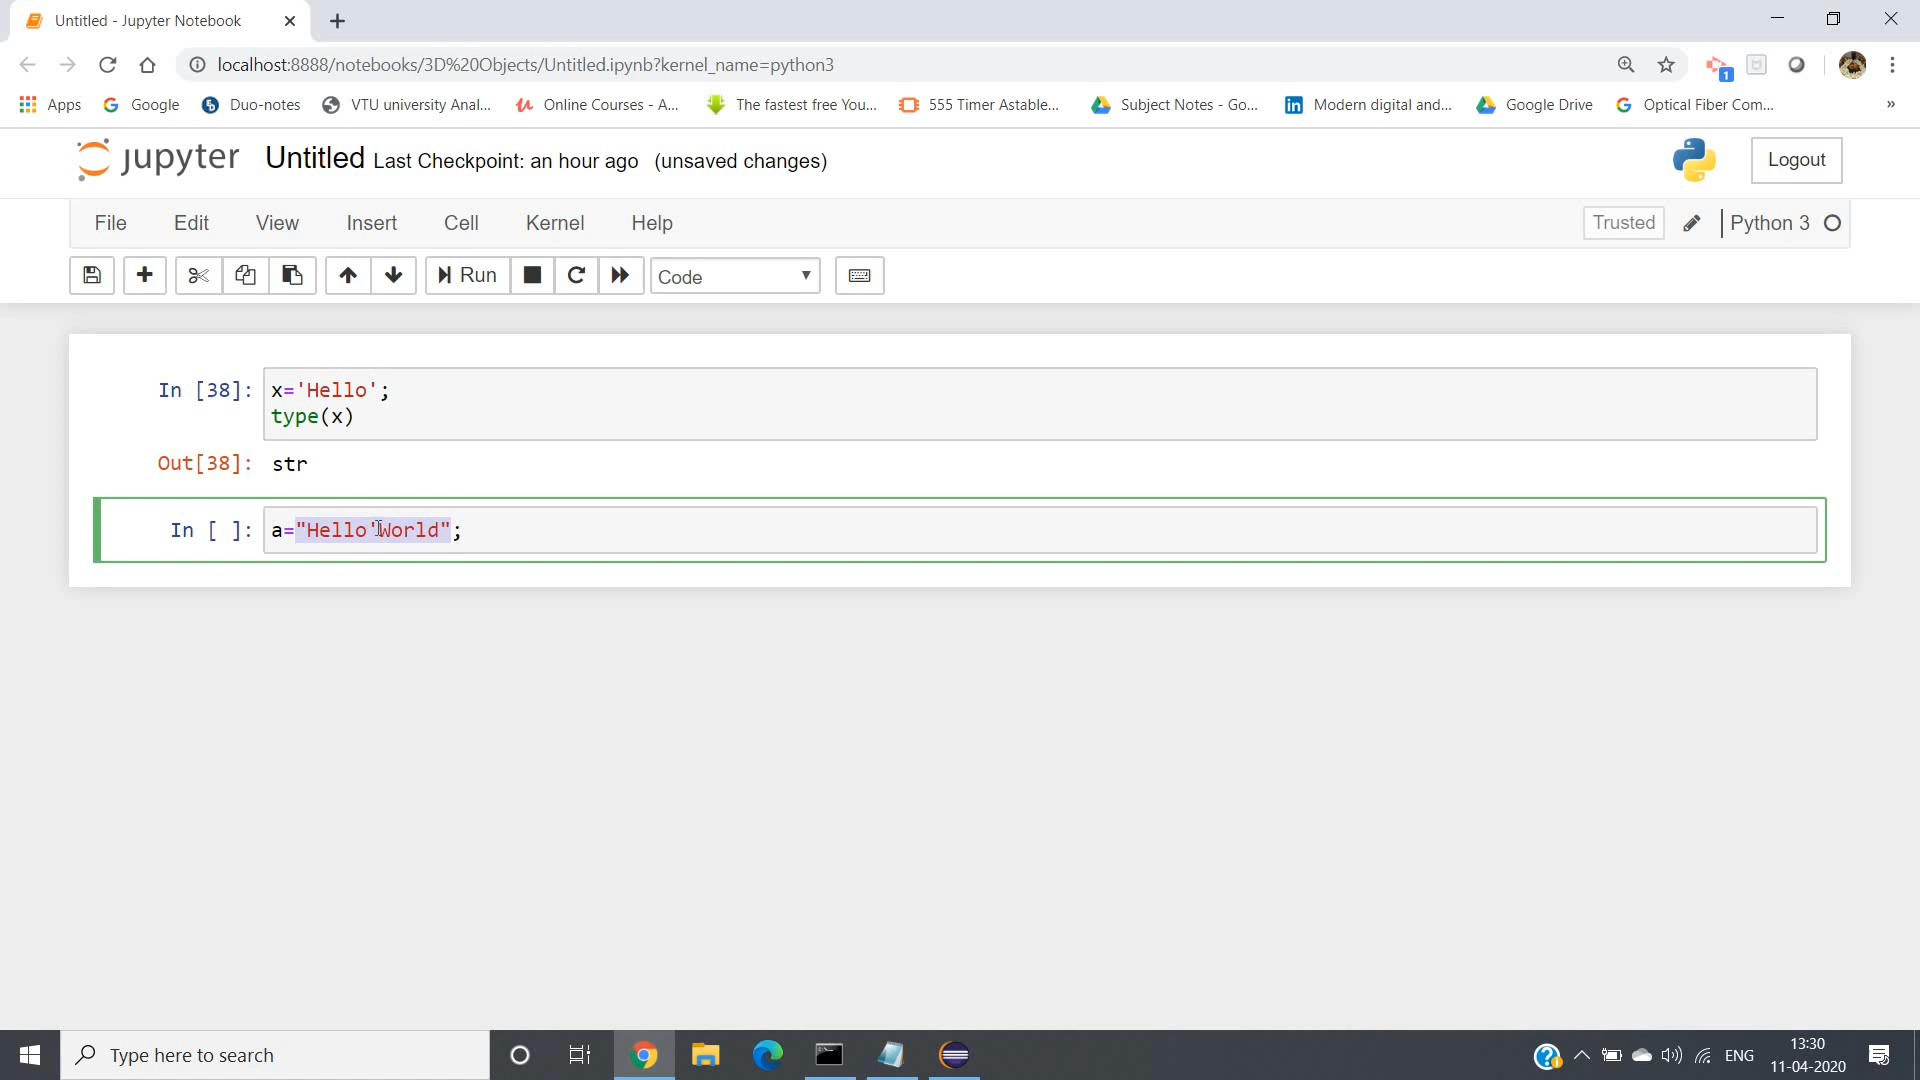 Untitled - Jupyter Notebook
localhost:8888/notebooks/3D%20Objects/Untitled.ipynb?kernel_name=python3
1
Apps Google Duo-notes VTU university Anal... Online Courses - A... The fastest free You... 555 Timer Astable... Subject Notes - Go... Modern digital and... Google Drive Optical Fiber Com... »
jupyter Untitled Last Checkpoint: an hour ago (unsaved changes) Logout
File Edit View Insert Cell Kernel Help Trusted Python 3
Run Code
In [38]: x='Hello';
type(x)
Out[38]: str
In [ ]: a="Hello'World";
Type here to search
ENG
13:30
11-04-2020